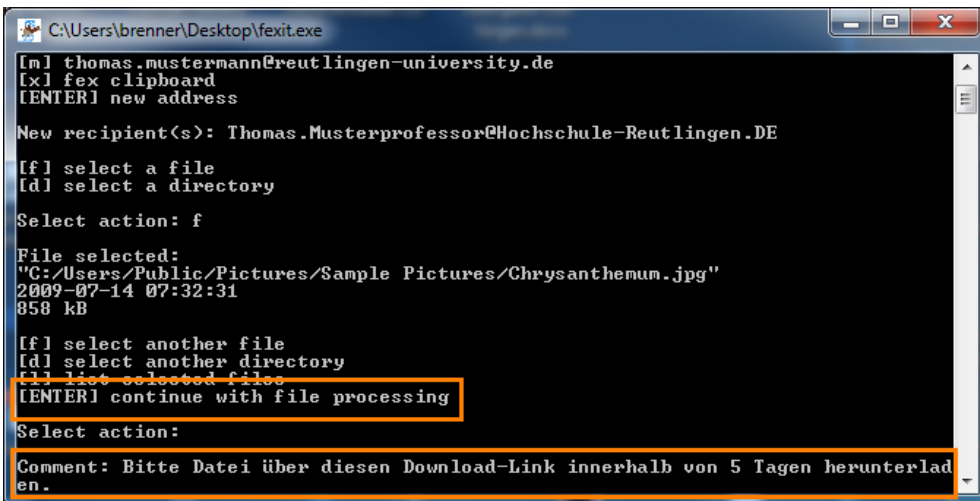 C:\Users\brenner\Desktop\fexit.exe
[m] thomas.mustermann@reutlingen-university.de
[x] fex clipboard
[ENTER] new address
New recipient(s): Thomas.Musterprofessor@Hochschule-Reutlingen.DE
[f] select a file
[d] select a directory
Select action: f
File selected:
"C:/Users/Public/Pictures/Sample Pictures/Chrysanthemum.jpg"
2009-07-14 07:32:31
858 kB
[f] select another file
[d] select another directory
[l] list selected files
[ENTER] continue with file processing
Select action:
Comment: Bitte Datei über diesen Download-Link innerhalb von 5 Tagen herunterlad
en.